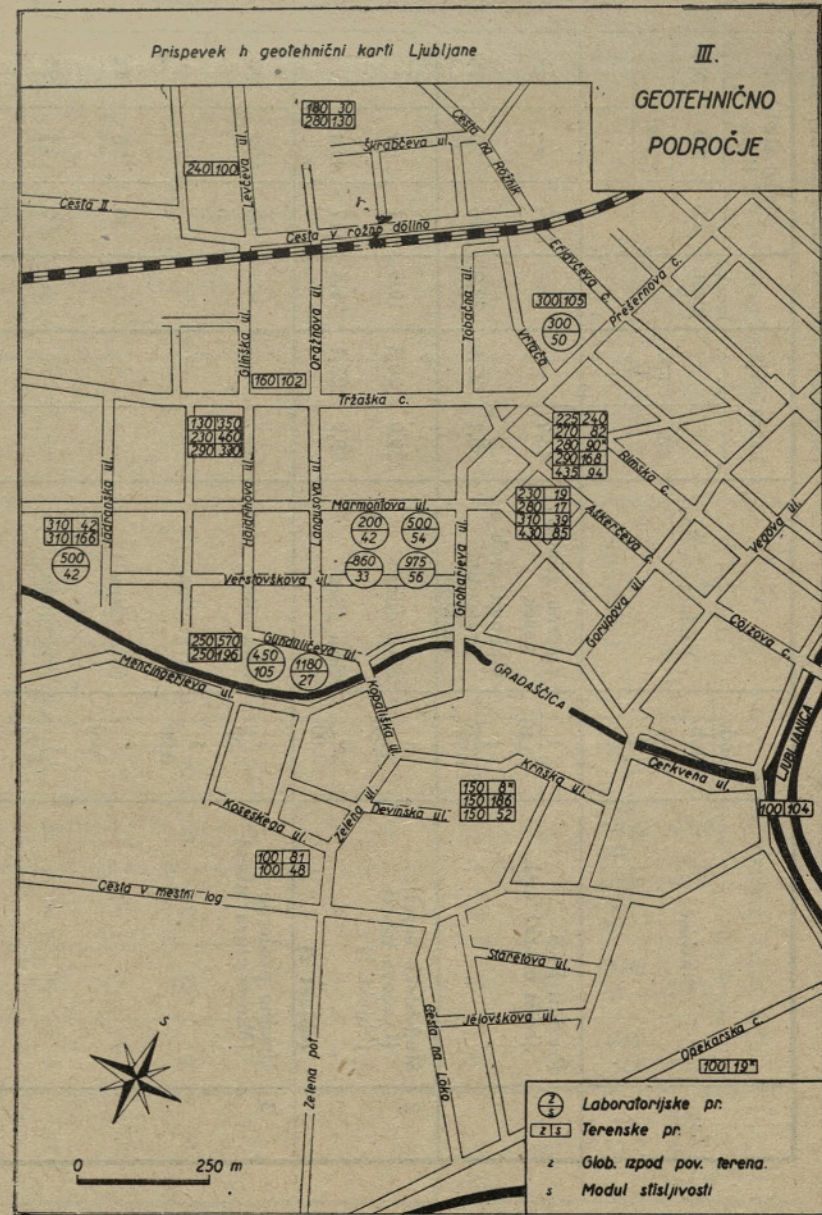 Prispevek h geotehnični karti Ljubljane
III.
GEOTEHNIČNO
PODROČJE
180 30
280 130
Cesta na Rožnik
Škrabčeva ul.
240 100
Levčeva ul.
Cesta II.
Cesta v rožno dolino
Erjavčeva c.
Prešernova c.
300 105
300
50
Vrtača
Tobačna ul.
Glinška ul.
Oražnova ul.
160 102
Tržaška c.
130 350
230 460
290 330
225 240
270 82
280 90"
290 168
435 94
Rimska c.
Vegova ul.
230 19
280 17
310 39
430 85
Aškerčeva c.
Jadranska ul.
Hajdrihova ul.
Langusova ul.
Marmontova ul.
310 42
310 166
500
42
200
42
500
54
860
33
975
56
Groharjeva ul.
Verstovškova ul.
Gorupova ul.
Cojzova c.
250 570
250 196
Gunduličeva ul.
450
105
1180
27
Mencingerjeva ul.
Kopališka ul.
GRADAŠČICA
LJUBLJANICA
Cerkvena ul.
Krnska ul.
100 104
150 8"
150 186
150 52
Devinska ul.
Zelena ul.
Koseskega ul.
100 81
100 48
Cesta v mestni log
Staretova ul.
Jelovškova ul.
Cesta na Loko
Zelena pot
Opekarska c.
100 19"
S
0 250 m
z
s
Laboratorijske pr.
z s Terenske pr.
z Glob. izpod pov. terena.
s Modul stisljivosti